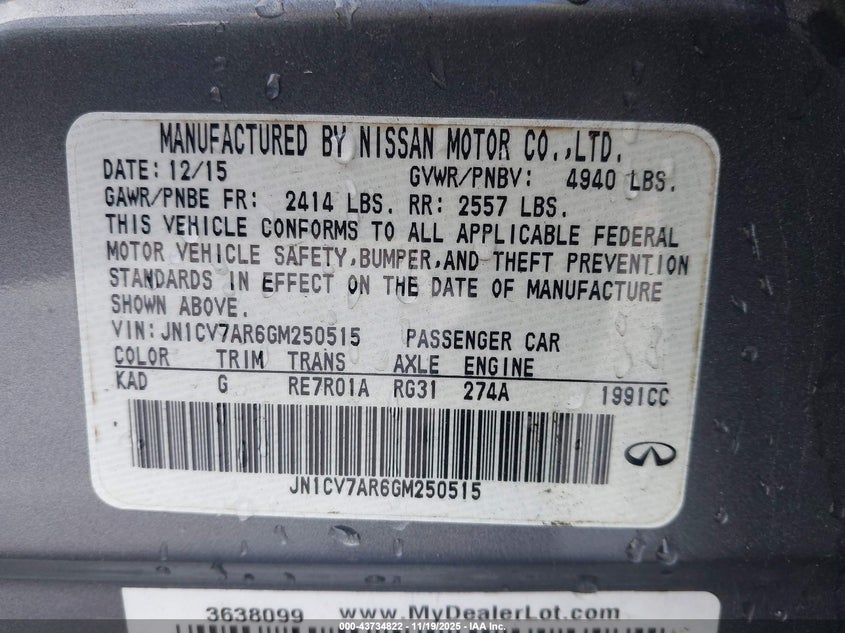 MANUFACTURED BY NISSAN MOTOR CO.,LTD.
DATE: 12/15 GVWR/PNBV: 4940 LBS.
GAWR/PNBE FR: 2414 LBS. RR: 2557 LBS.
THIS VEHICLE CONFORMS TO ALL APPLICABLE FEDERAL
MOTOR VEHICLE SAFETY,BUMPER,AND THEFT PREVENTION
STANDARDS IN EFFECT ON THE DATE OF MANUFACTURE
SHOWN ABOVE.
VIN:JN1CV7AR6GM250515 PASSENGER CAR
COLOR TRIM TRANS AXLE ENGINE
KAD G RE7R01A RG31 274A 1991CC
JN1CV7AR6GM250515
3638099 www.MyDealerLot.com
000-43734822 - 11/19/2025 - IAA, Inc.